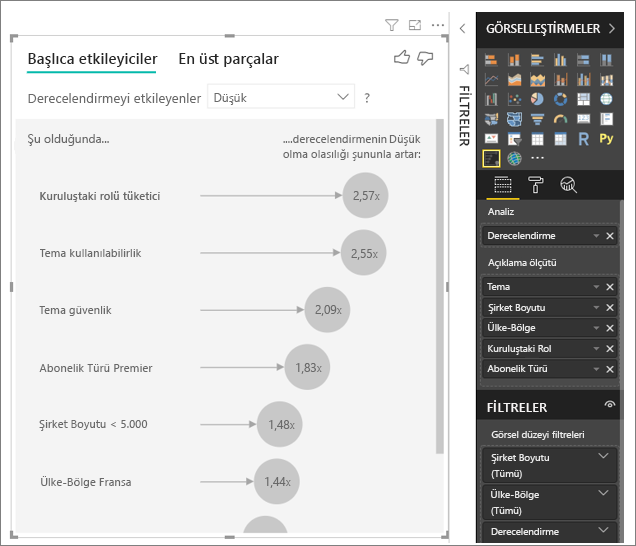 Başlıca etkileyiciler
En üst parçalar
Derecelendirmeyi etkileyenler
Düşük
?
Şu olduğunda...
....derecelendirmenin Düşük
olma olasılığı şununla artar:
Kuruluştaki rolü tüketici
2,57x
Tema kullanılabilirlik
2,55x
Tema güvenlik
2,09x
Abonelik Türü Premier
1,83x
Şirket Boyutu < 5.000
1,48x
Ülke-Bölge Fransa
1,44x
FİLTRELER
GÖRSELLEŞTİRMELER
R
Py
Analiz
Derecelendirme
Açıklama ölçütü
Tema
Şirket Boyutu
Ülke-Bölge
Kuruluştaki Rol
Abonelik Türü
FİLTRELER
Görsel düzeyi filtreleri
Şirket Boyutu
(Tümü)
Ülke-Bölge
(Tümü)
Derecelendirme